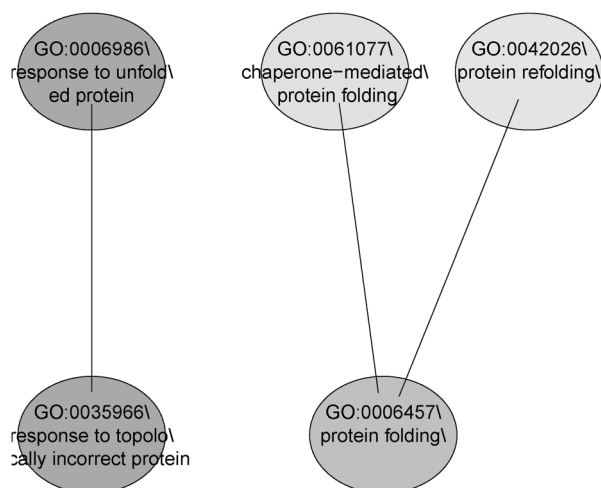 GO:0006986\
response to unfold\
ed protein
GO:0061077\
chaperone−mediated\
protein folding
GO:0042026\
protein refolding\
GO:0035966\
response to topolo\
cally incorrect protein
GO:0006457\
protein folding\